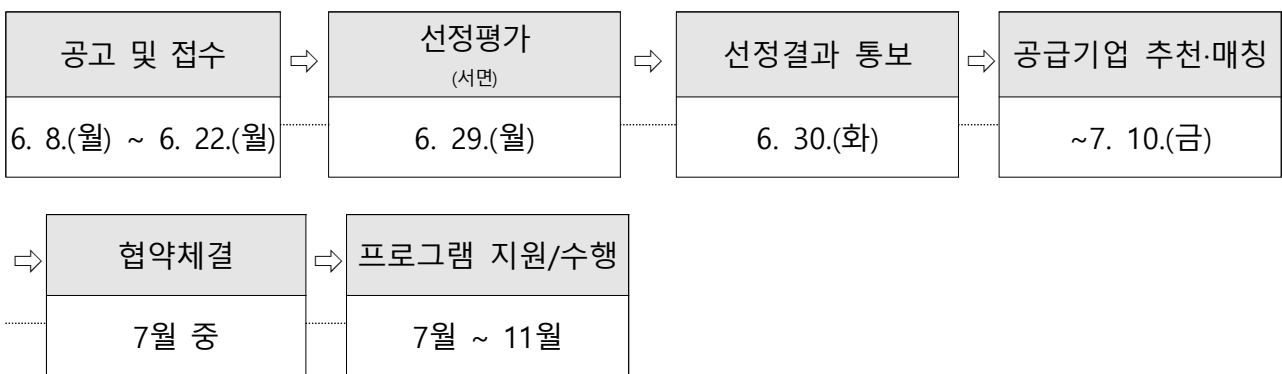 공고 및 접수 ⇨ 선정평가 ⇨ 선정결과 통보 ⇨ 공급기업 추천·매칭
(서면)
6. 8.(월) ~ 6. 22.(월) 6. 29.(월) 6. 30.(화) ~7. 10.(금)
⇨ 협약체결 ⇨ 프로그램 지원/수행
7월 중 7월 ~ 11월